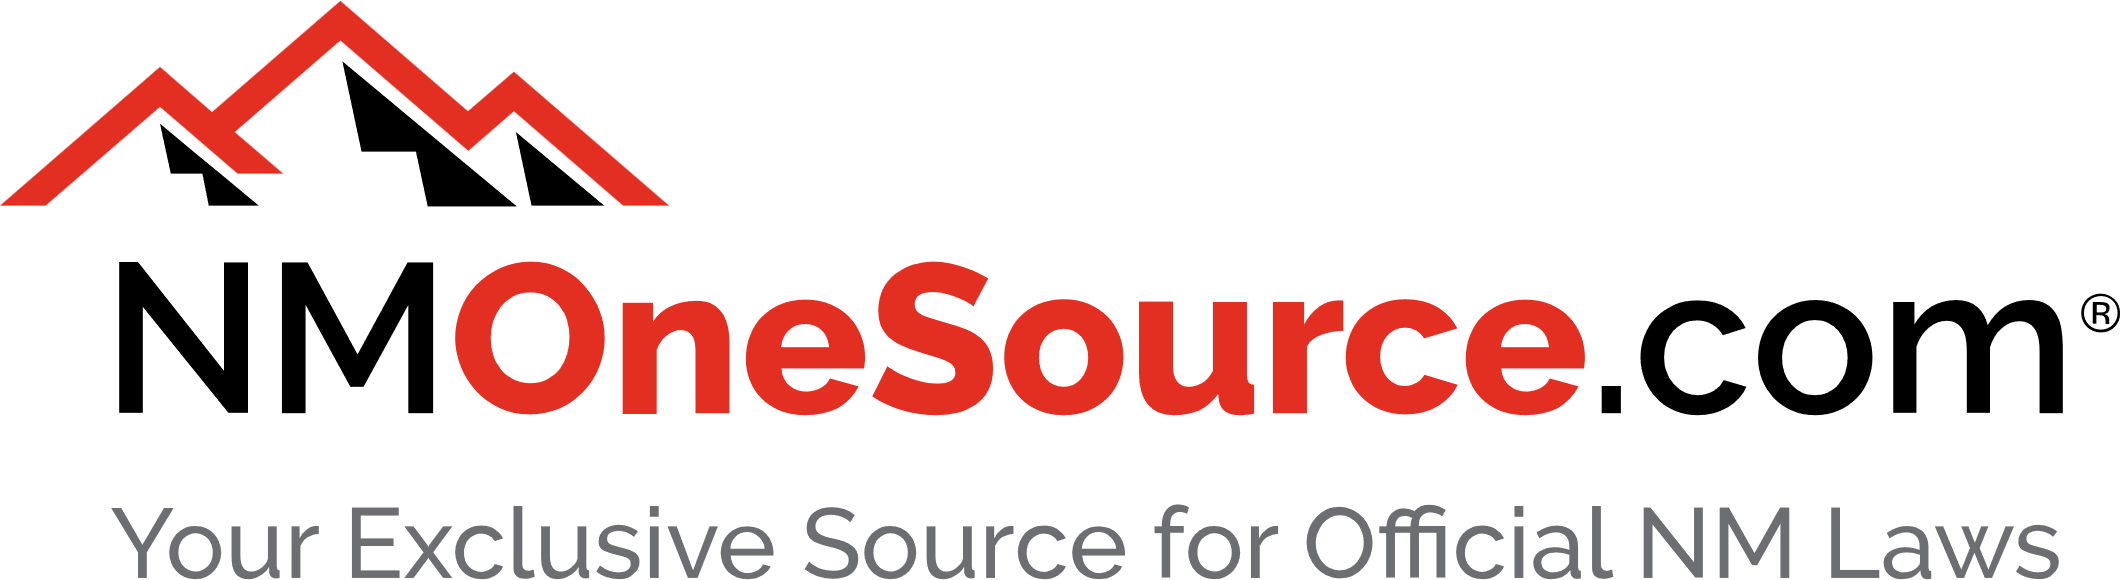 NMOneSource.com®
Your Exclusive Source for Official NM Laws